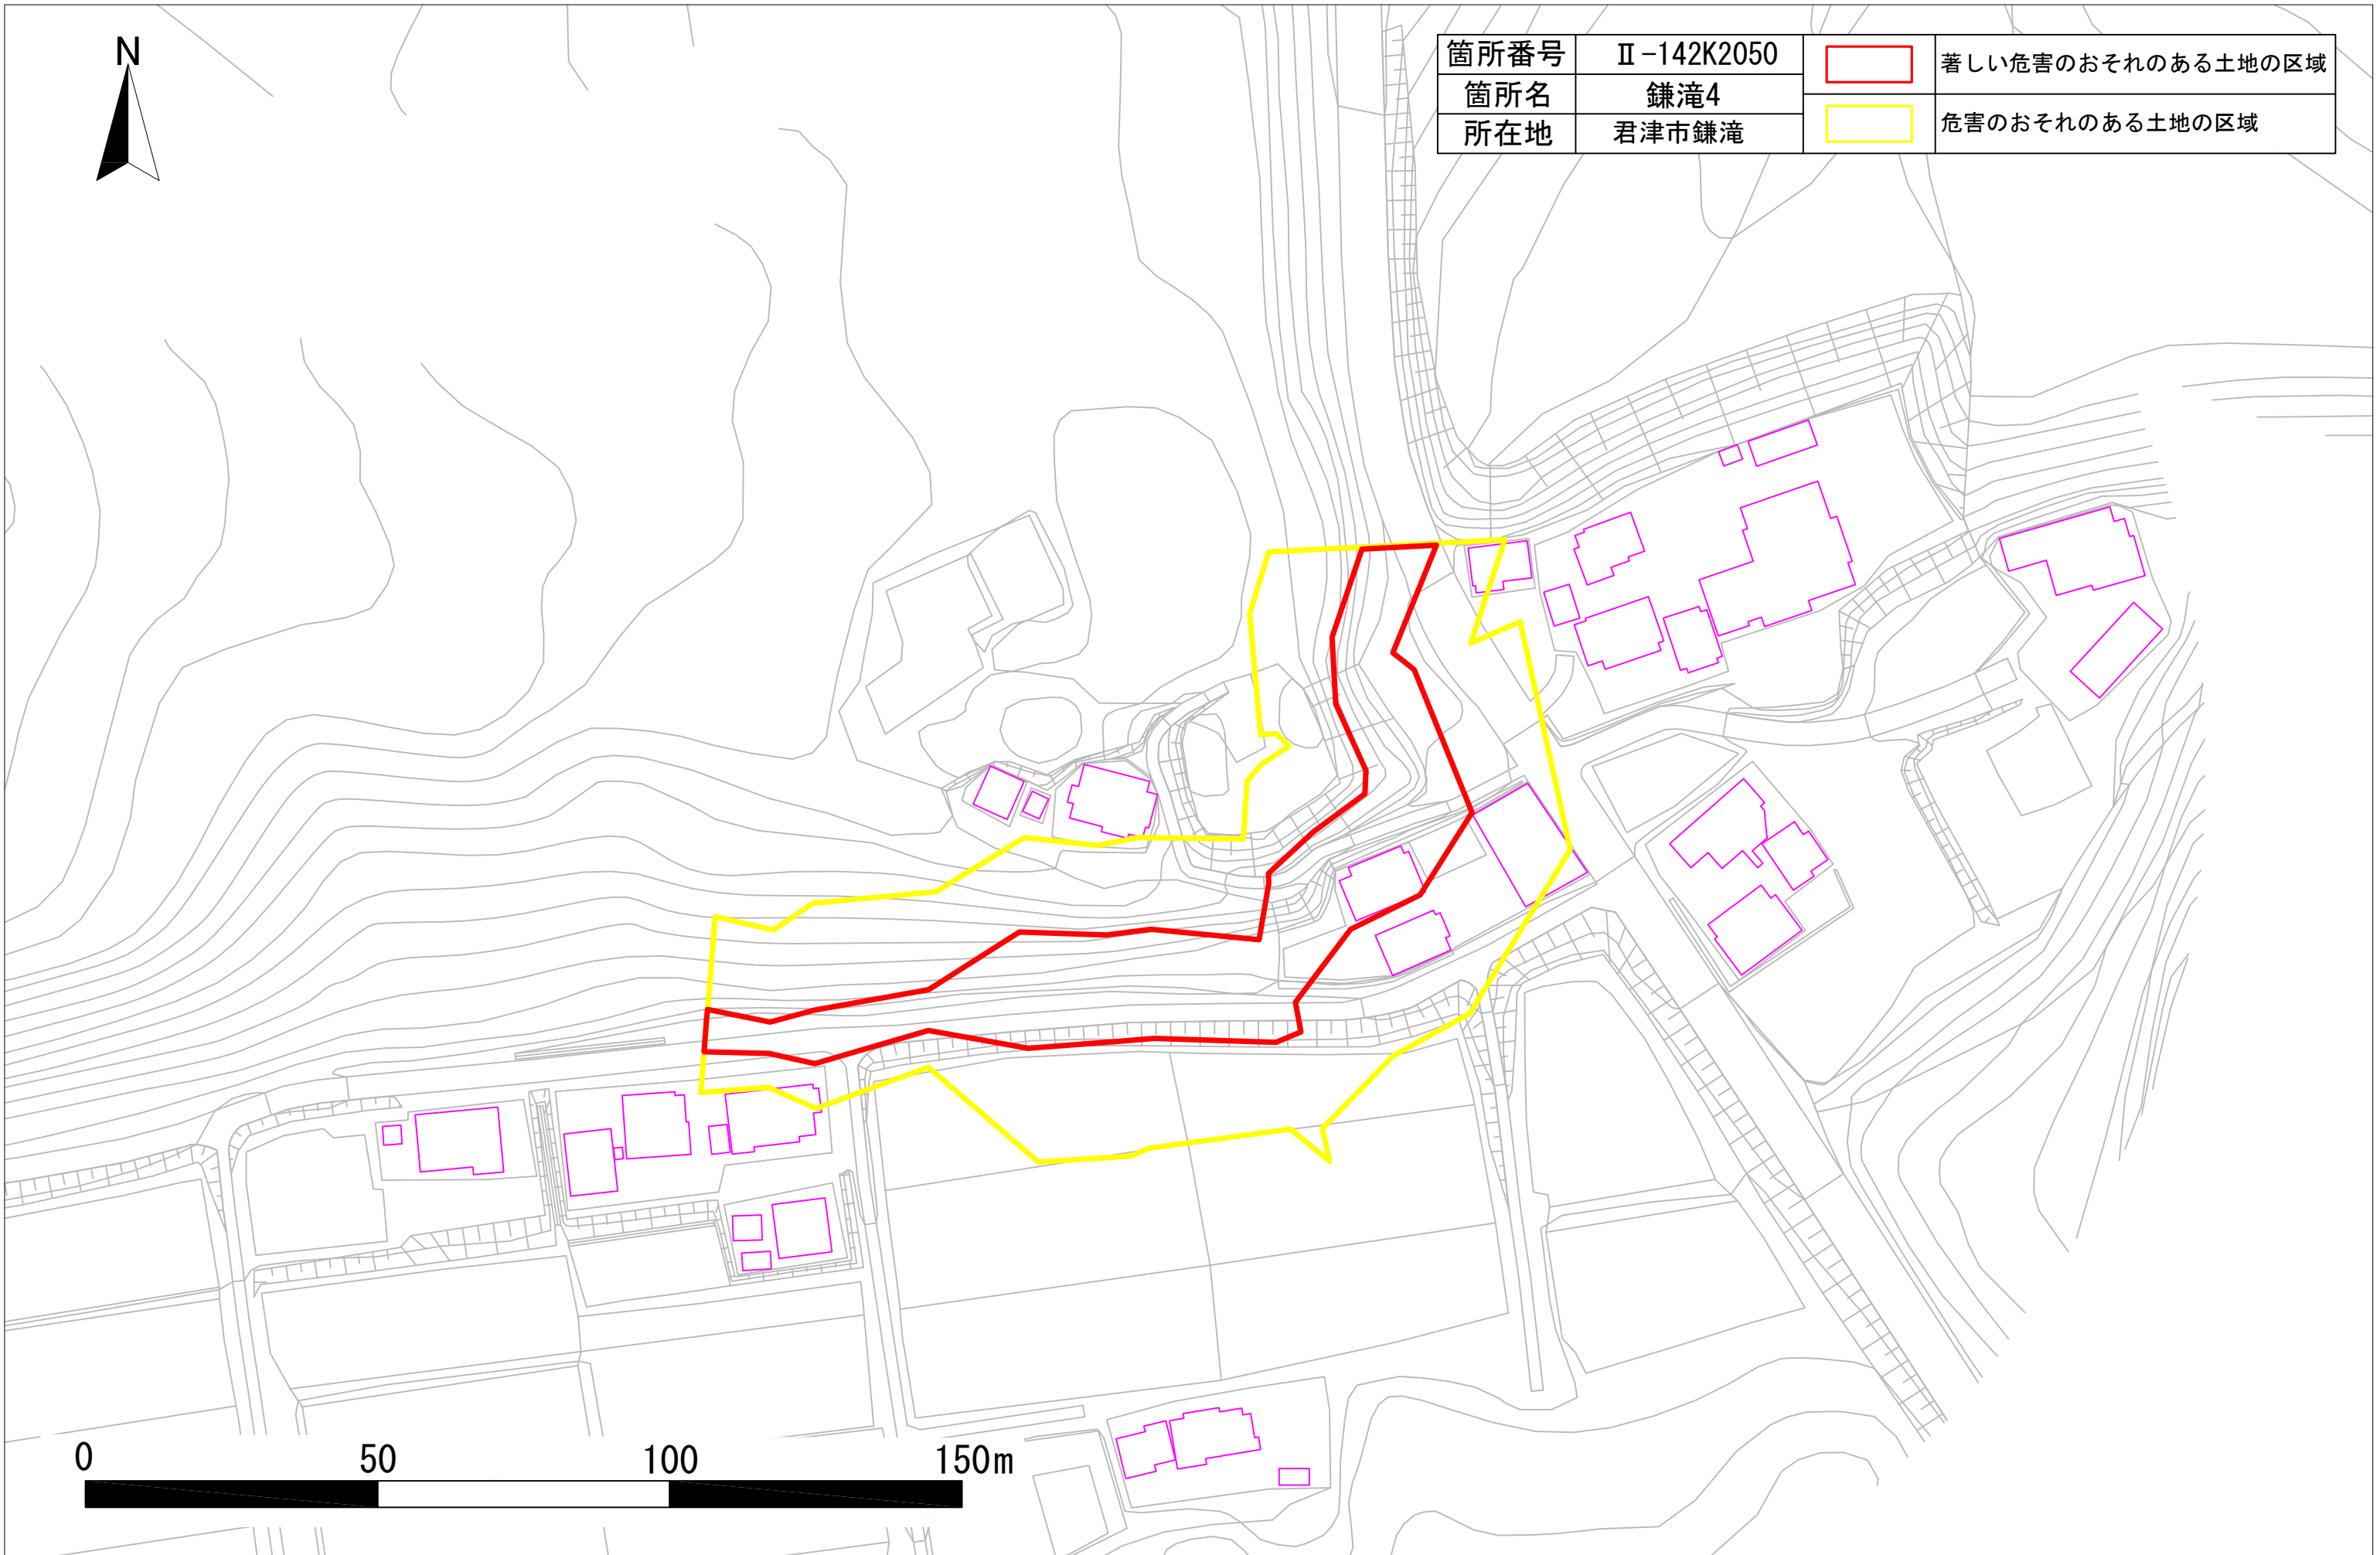 N
箇所番号 Ⅱ-142K2050
箇所名 鎌滝4
所在地 君津市鎌滝
著しい危害のおそれのある土地の区域
危害のおそれのある土地の区域
0 50 100 150m